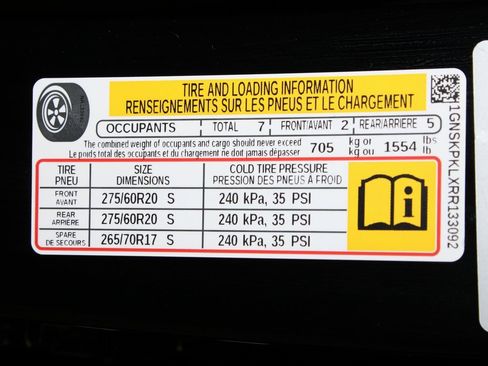 TIRE AND LOADING INFORMATION
RENSEIGNEMENTS SUR LES PNEUS ET LE CHARGEMENT
OCCUPANTS TOTAL 7 FRONT/AVANT 2 REAR/ARRIÈRE 5
The combined weight of occupants and cargo should never exceed 705 kg or 1554 lbs
Le poids total des occupants et du chargement ne doit jamais dépasser kg ou lb
TIRE SIZE COLD TIRE PRESSURE
PNEU DIMENSIONS PRESSION DES PNEUS A FROID
FRONT
AVANT 275/60R20 S 240 kPa, 35 PSI
REAR
ARRIÈRE 275/60R20 S 240 kPa, 35 PSI
SPARE
DE SECOURS 265/70R17 S 240 kPa, 35 PSI
1GNSKPKLXRR133092